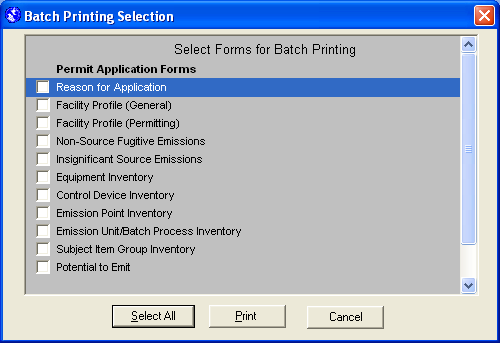 Batch Printing Selection
Select Forms for Batch Printing
Permit Application Forms
Reason for Application
Facility Profile (General)
Facility Profile (Permitting)
Non-Source Fugitive Emissions
Insignificant Source Emissions
Equipment Inventory
Control Device Inventory
Emission Point Inventory
Emission Unit/Batch Process Inventory
Subject Item Group Inventory
Potential to Emit
Select All Print Cancel